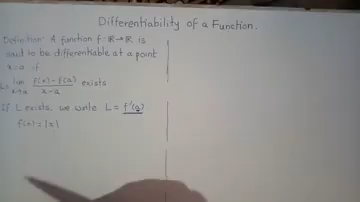 Differentiability of a Function.
Definition: A function f: ℝ→ℝ is
said to be differentiable at a point
x=a if
L= lim x→a f(x)-f(a)/x-a exists
If L exists, we write L = f'(a)
f(x) = |x|